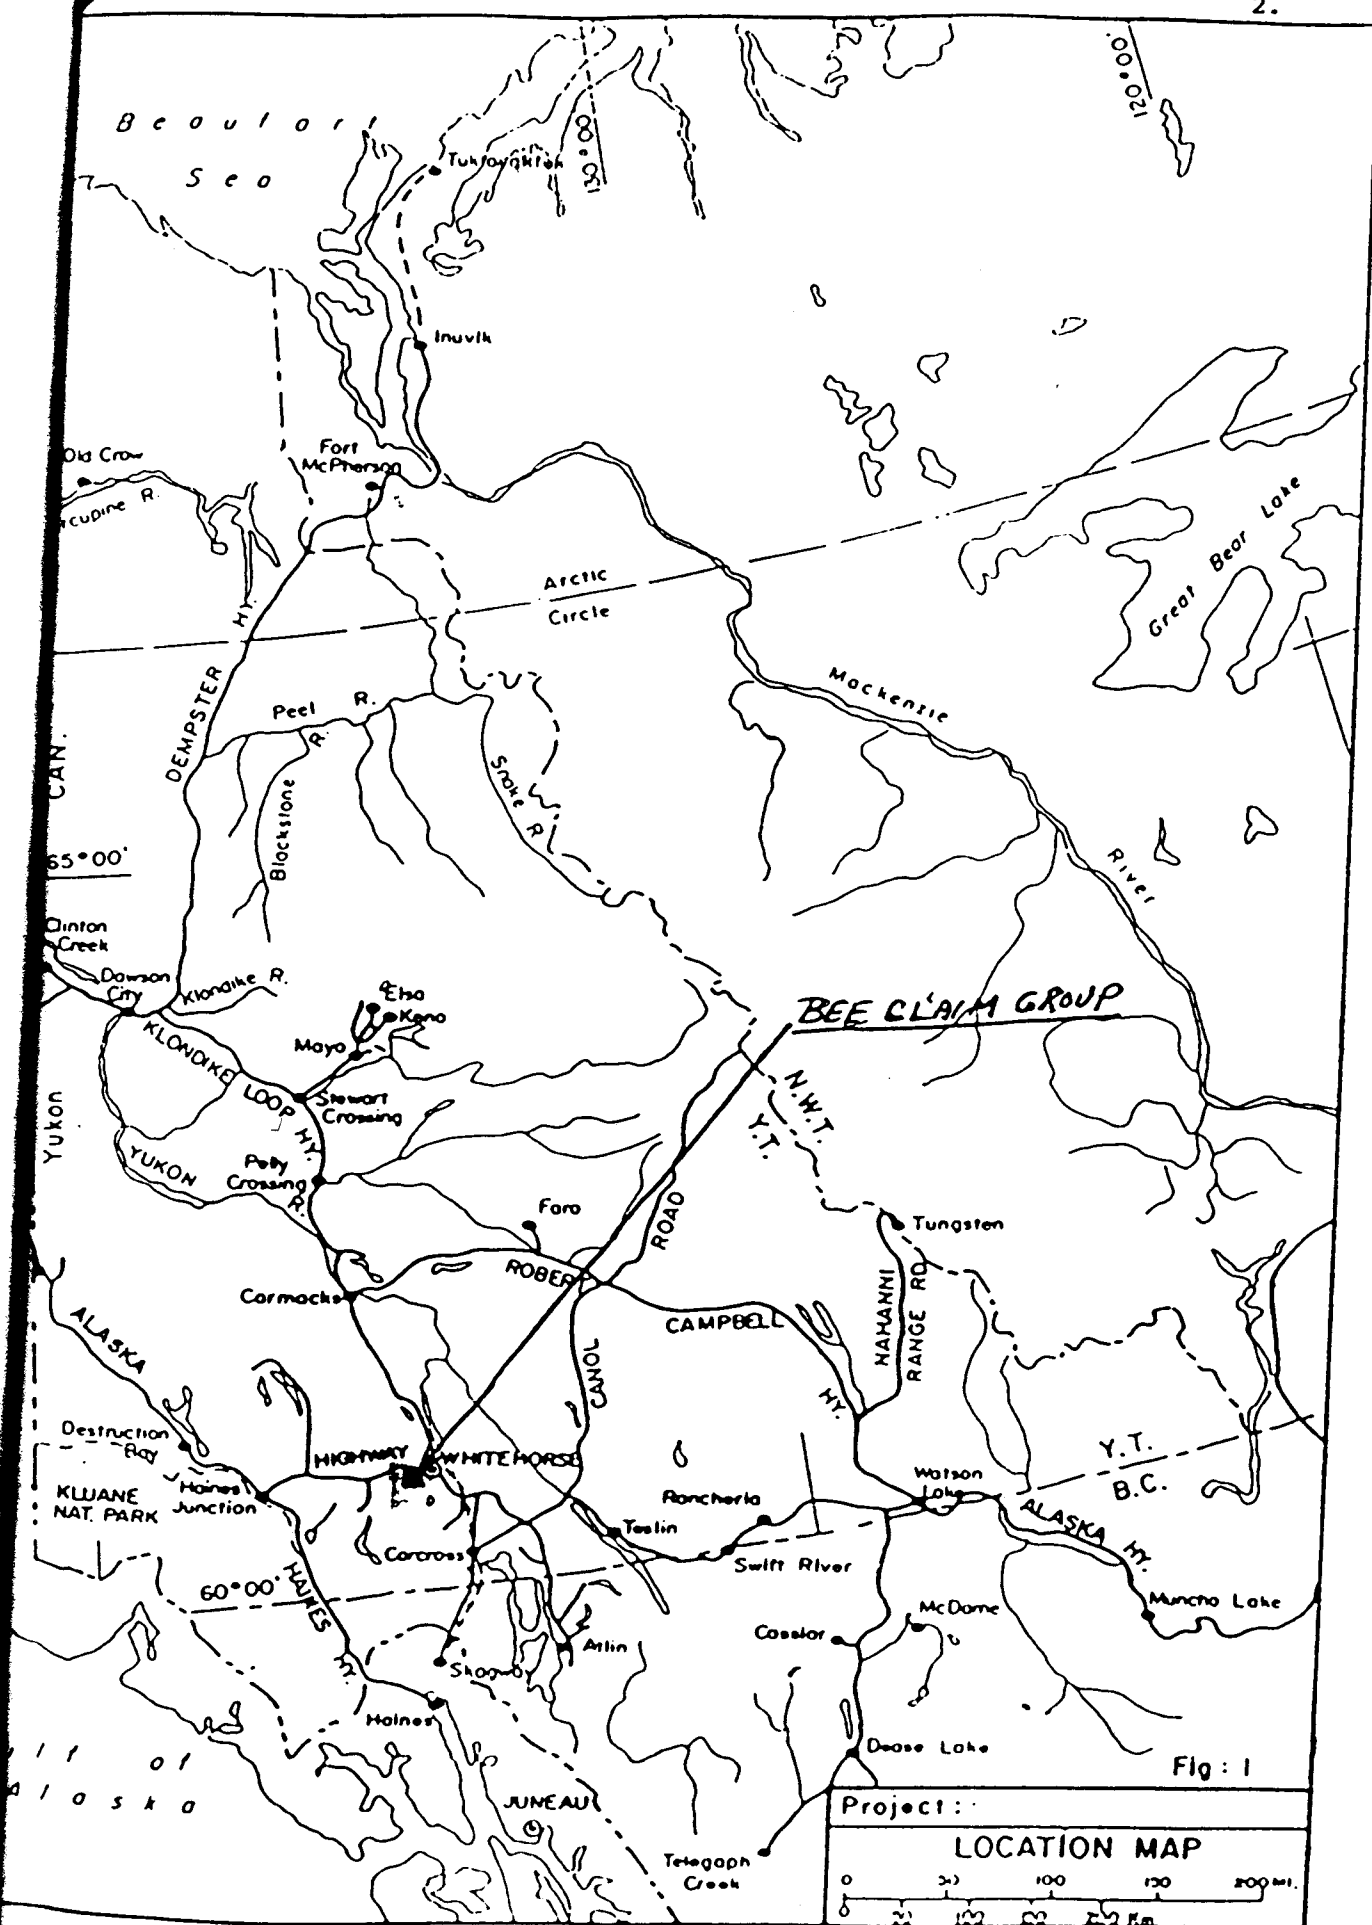 2.
Beaufort
Sea
Tuktoyaktuk
130°00'
120°00'
Inuvik
Old Crow
Fort
McPherson
R.
Arctic
Circle
Great Bear Lake
DEMPSTER HY.
Peel R.
Mackenzie
River
CAN.
Blackstone R.
Snake R.
65°00'
Clinton
Creek
Dawson
City
Klondike R.
Elsa
Keno
BEE CLAIM GROUP
Mayo
KLONDIKE LOOP HY.
Stewart
Crossing
N.W.T.
Y.T.
Yukon
YUKON R.
Pelly
Crossing
Faro
ROAD
Tungsten
ROBERT CAMPBELL HY.
Carmacks
NAHANNI
RANGE RD
ALASKA
CANOL
Destruction
Bay
HIGHWAY
WHITEHORSE
Y.T.
B.C.
Haines
Junction
KLUANE
NAT. PARK
Watson
Lake
Rancheria
Teslin
Swift River
ALASKA HY.
Carcross
60°00'
HAINES HY.
McDame
Muncho Lake
Cassiar
Atlin
Skagway
Haines
Dease Lake
Fig: 1
of
Alaska
JUNEAU
Telegaph
Creek
Project:
LOCATION MAP
0 50 100 150 200 MI.
Km